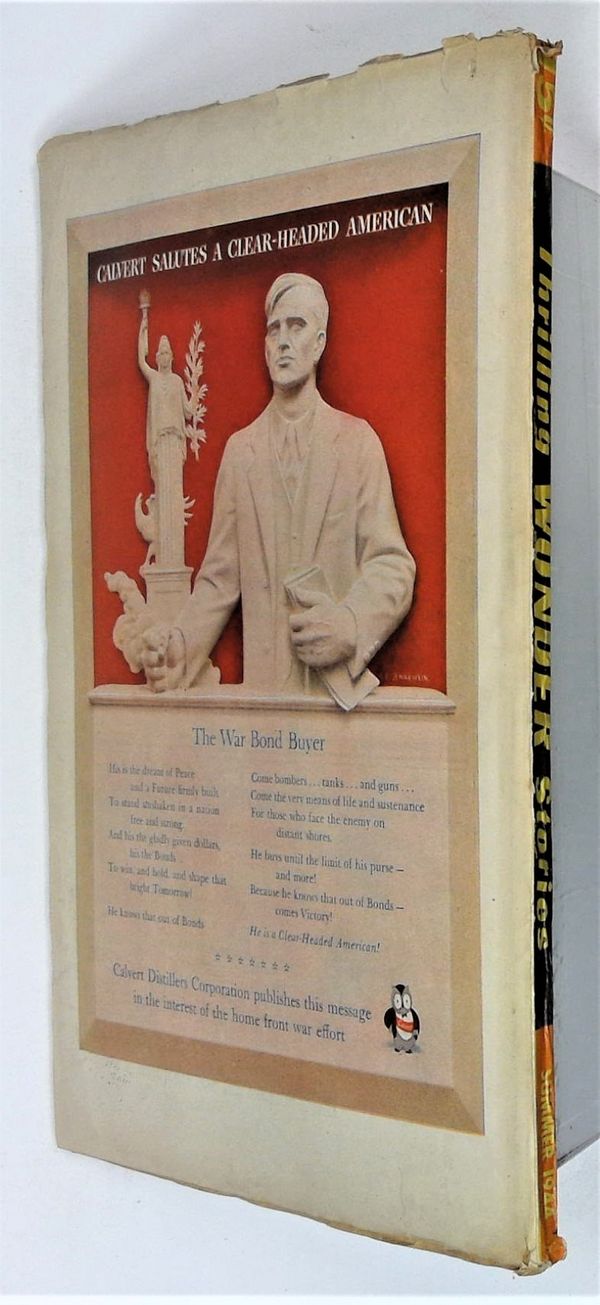 CALVERT SALUTES A CLEAR-HEADED AMERICAN
The War Bond Buyer
His is the dream of Peace
and a Future firmly built,
To stand unshaken in a nation
free and strong.
And his the gladly given dollars,
his the Bonds . .
To win, and hold, and shape that
bright Tomorrow!
He knows that out of Bonds
Come bombers . . . tanks . . . and guns . . .
Come the very means of life and sustenance
For those who face the enemy on
distant shores.
He buys until the limit of his purse—
and more!
Because he knows that out of Bonds—
comes Victory!
He is a Clear-Headed American!
☆ ☆ ☆ ☆ ☆ ☆ ☆
Calvert Distillers Corporation publishes this message
in the interest of the home front war effort
15¢
Thrilling WONDER Stories
SUMMER 1944